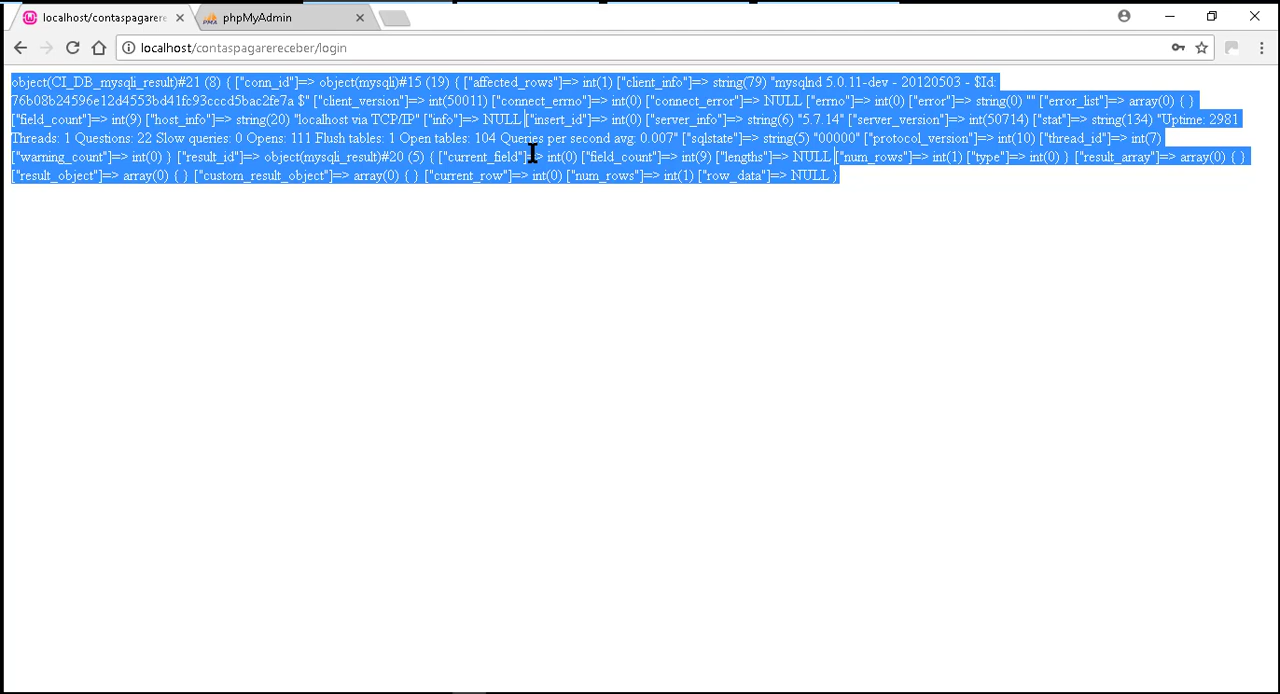 localhost/contaspagarere
phpMyAdmin
localhost/contaspagarereceber/login
object(CI_DB_mysqli_result)#21 (8) { ["conn_id"]=> object(mysqli)#15 (19) { ["affected_rows"]=> int(1) ["client_info"]=> string(79) "mysqlnd 5.0.11-dev - 20120503 - $Id:
76b08b24596e12d4553bd41fc93cccd5bac2fe7a $" ["client_version"]=> int(50011) ["connect_errno"]=> int(0) ["connect_error"]=> NULL ["errno"]=> int(0) ["error"]=> string(0) "" ["error_list"]=> array(0) { }
["field_count"]=> int(9) ["host_info"]=> string(20) "localhost via TCP/IP" ["info"]=> NULL ["insert_id"]=> int(0) ["server_info"]=> string(6) "5.7.14" ["server_version"]=> int(50714) ["stat"]=> string(134) "Uptime: 2981
Threads: 1 Questions: 22 Slow queries: 0 Opens: 111 Flush tables: 1 Open tables: 104 Queries per second avg: 0.007" ["sqlstate"]=> string(5) "00000" ["protocol_version"]=> int(10) ["thread_id"]=> int(7)
["warning_count"]=> int(0) } ["result_id"]=> object(mysqli_result)#20 (5) { ["current_field"]=> int(0) ["field_count"]=> int(9) ["lengths"]=> NULL ["num_rows"]=> int(1) ["type"]=> int(0) } ["result_array"]=> array(0) { }
["result_object"]=> array(0) { } ["custom_result_object"]=> array(0) { } ["current_row"]=> int(0) ["num_rows"]=> int(1) ["row_data"]=> NULL }